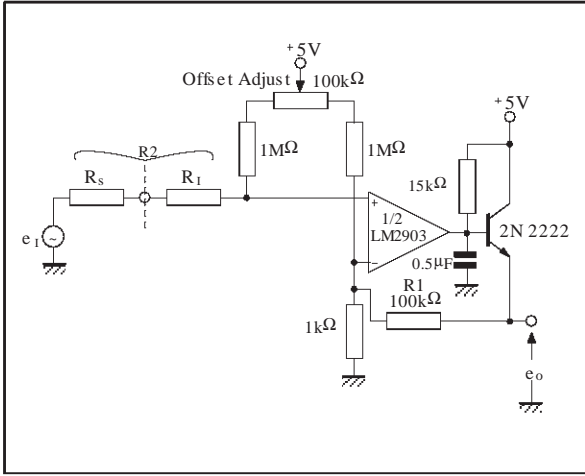 +5V
Offset Adjust 100kΩ
+5V
R2
1MΩ
1MΩ
15kΩ
RS
RI
+
1/2
LM2903
2N 2222
eI
~
0.5μF
−
R1
100kΩ
1kΩ
eo